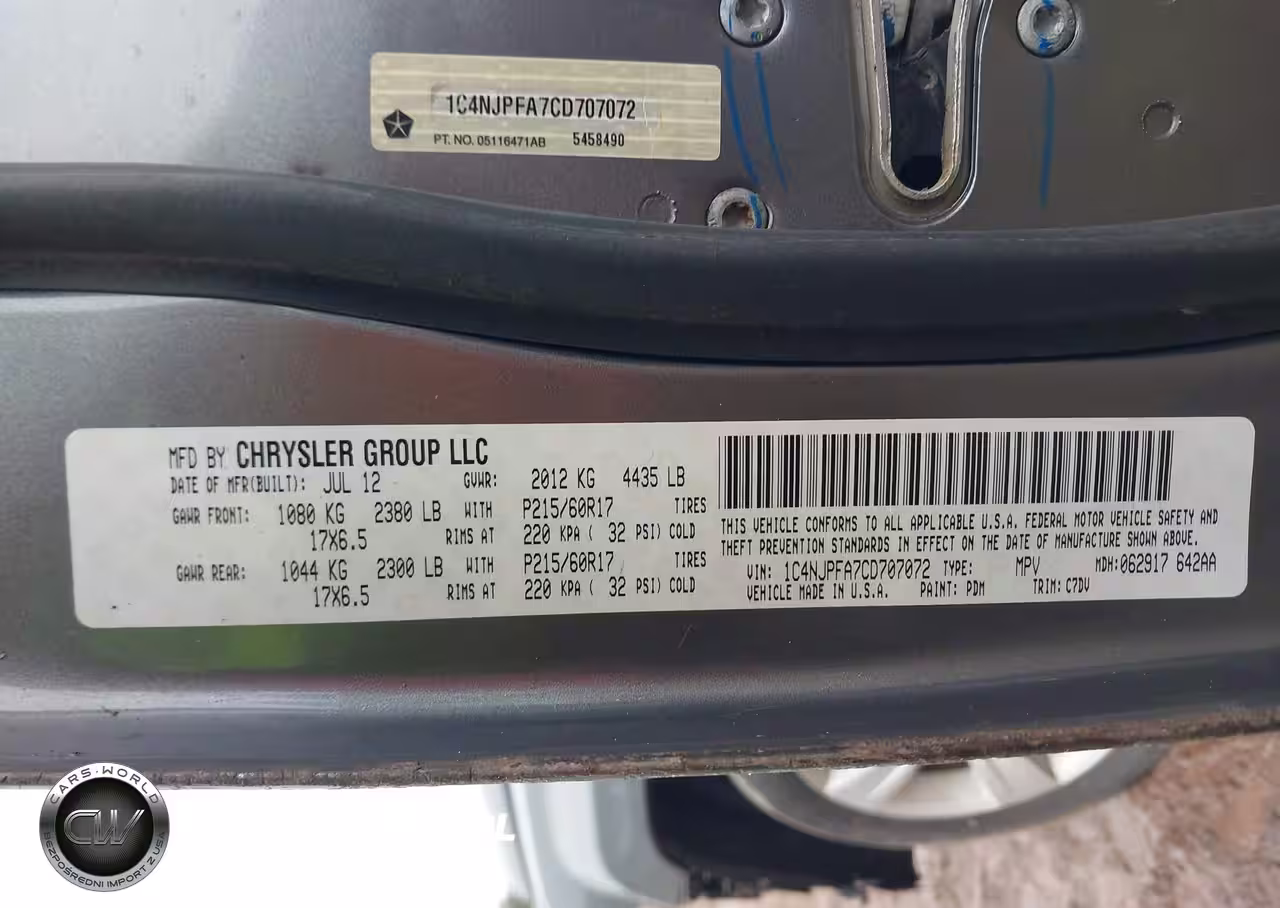 1C4NJPFA7CD707072
PT. NO. 05116471AB 5458490
MFD BY CHRYSLER GROUP LLC
DATE OF MFR(BUILT): JUL 12 GVWR: 2012 KG 4435 LB
GAWR FRONT: 1080 KG 2380 LB WITH P215/60R17 TIRES
17X6.5 RIMS AT 220 KPA ( 32 PSI) COLD
GAWR REAR: 1044 KG 2300 LB WITH P215/60R17 TIRES
17X6.5 RIMS AT 220 KPA ( 32 PSI) COLD
THIS VEHICLE CONFORMS TO ALL APPLICABLE U.S.A. FEDERAL MOTOR VEHICLE SAFETY AND
THEFT PREVENTION STANDARDS IN EFFECT ON THE DATE OF MANUFACTURE SHOWN ABOVE.
VIN: 1C4NJPFA7CD707072 TYPE: MPV MDH:062917 642AA
VEHICLE MADE IN U.S.A. PAINT: PDM TRIM: C7DV
CARS-WORLD
CW
BEZPOŚREDNI IMPORT Z USA